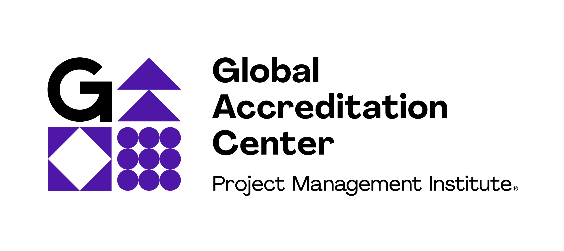 G
Global
Accreditation
Center
Project Management Institute®